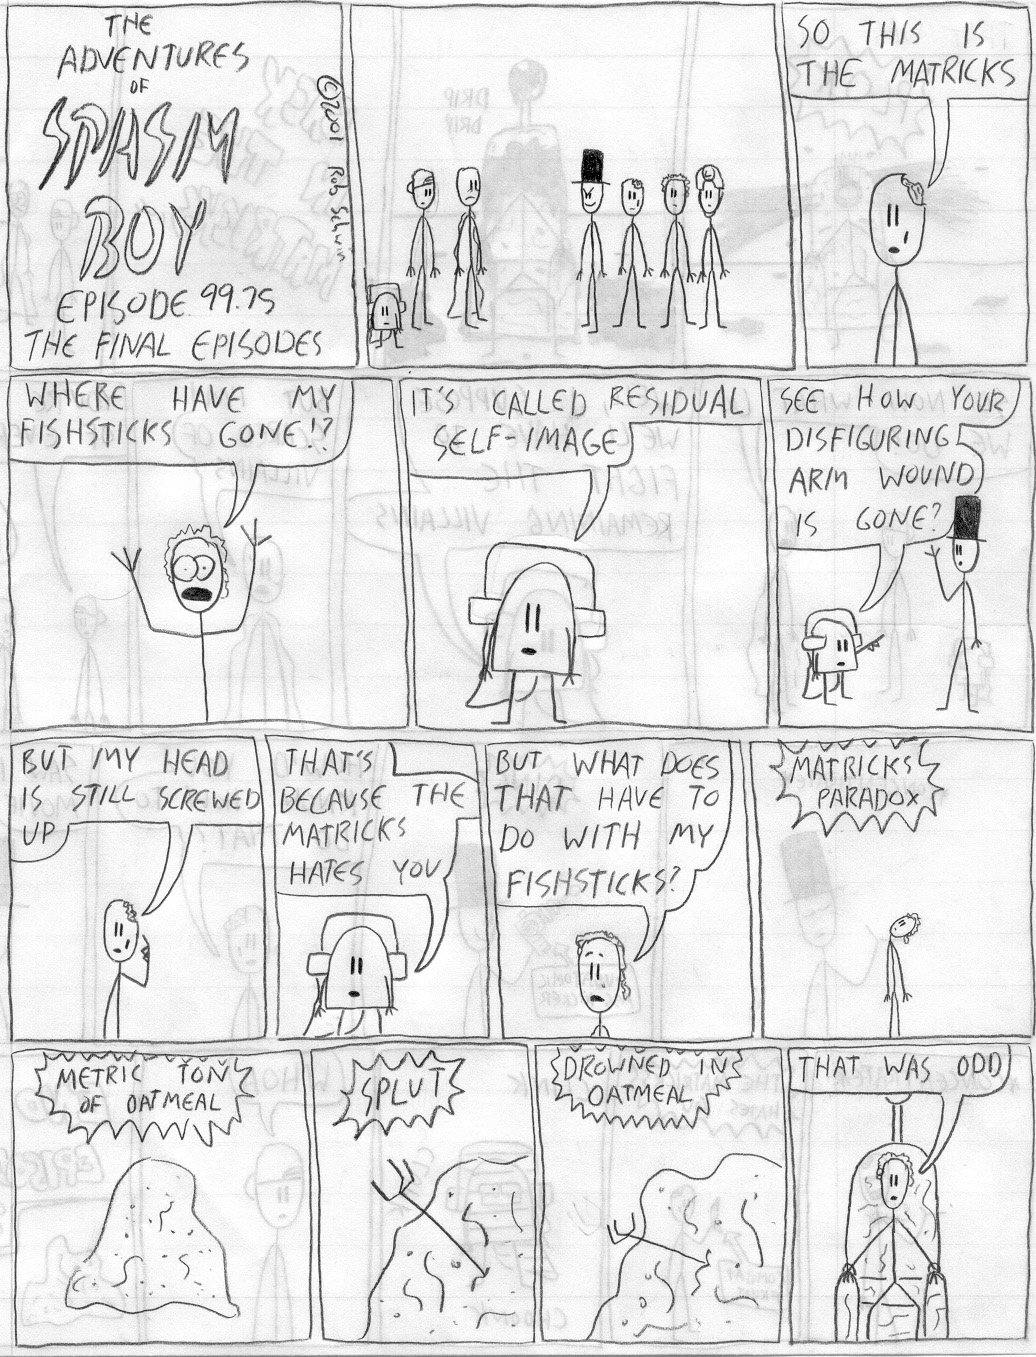 THE
ADVENTURES
OF
SPASM
BOY
EPISODE 99.75
THE FINAL EPISODES
©2001 Rob Schwin
SO THIS IS
THE MATRICKS
WHERE HAVE MY
FISHSTICKS GONE!?
IT'S CALLED RESIDUAL
SELF-IMAGE
SEE HOW YOUR
DISFIGURING
ARM WOUND
IS GONE?
BUT MY HEAD
IS STILL SCREWED
UP
THAT'S
BECAUSE THE
MATRICKS
HATES YOU
BUT WHAT DOES
THAT HAVE TO
DO WITH MY
FISHSTICKS?
MATRICKS
PARADOX
METRIC TON
OF OATMEAL
SPLUT
DROWNED IN
OATMEAL
THAT WAS ODD